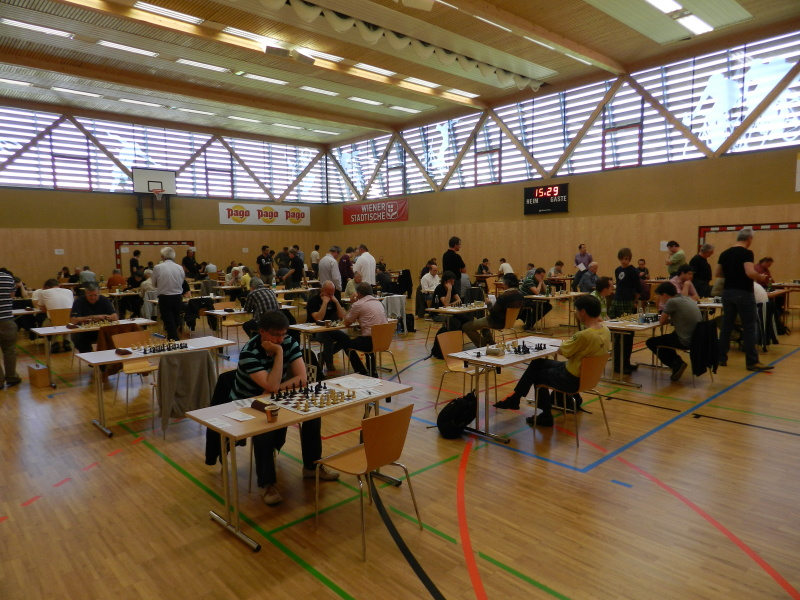 15:29
HEIM GÄSTE
Pago Pago Pago
WIENER
STÄDTISCHE